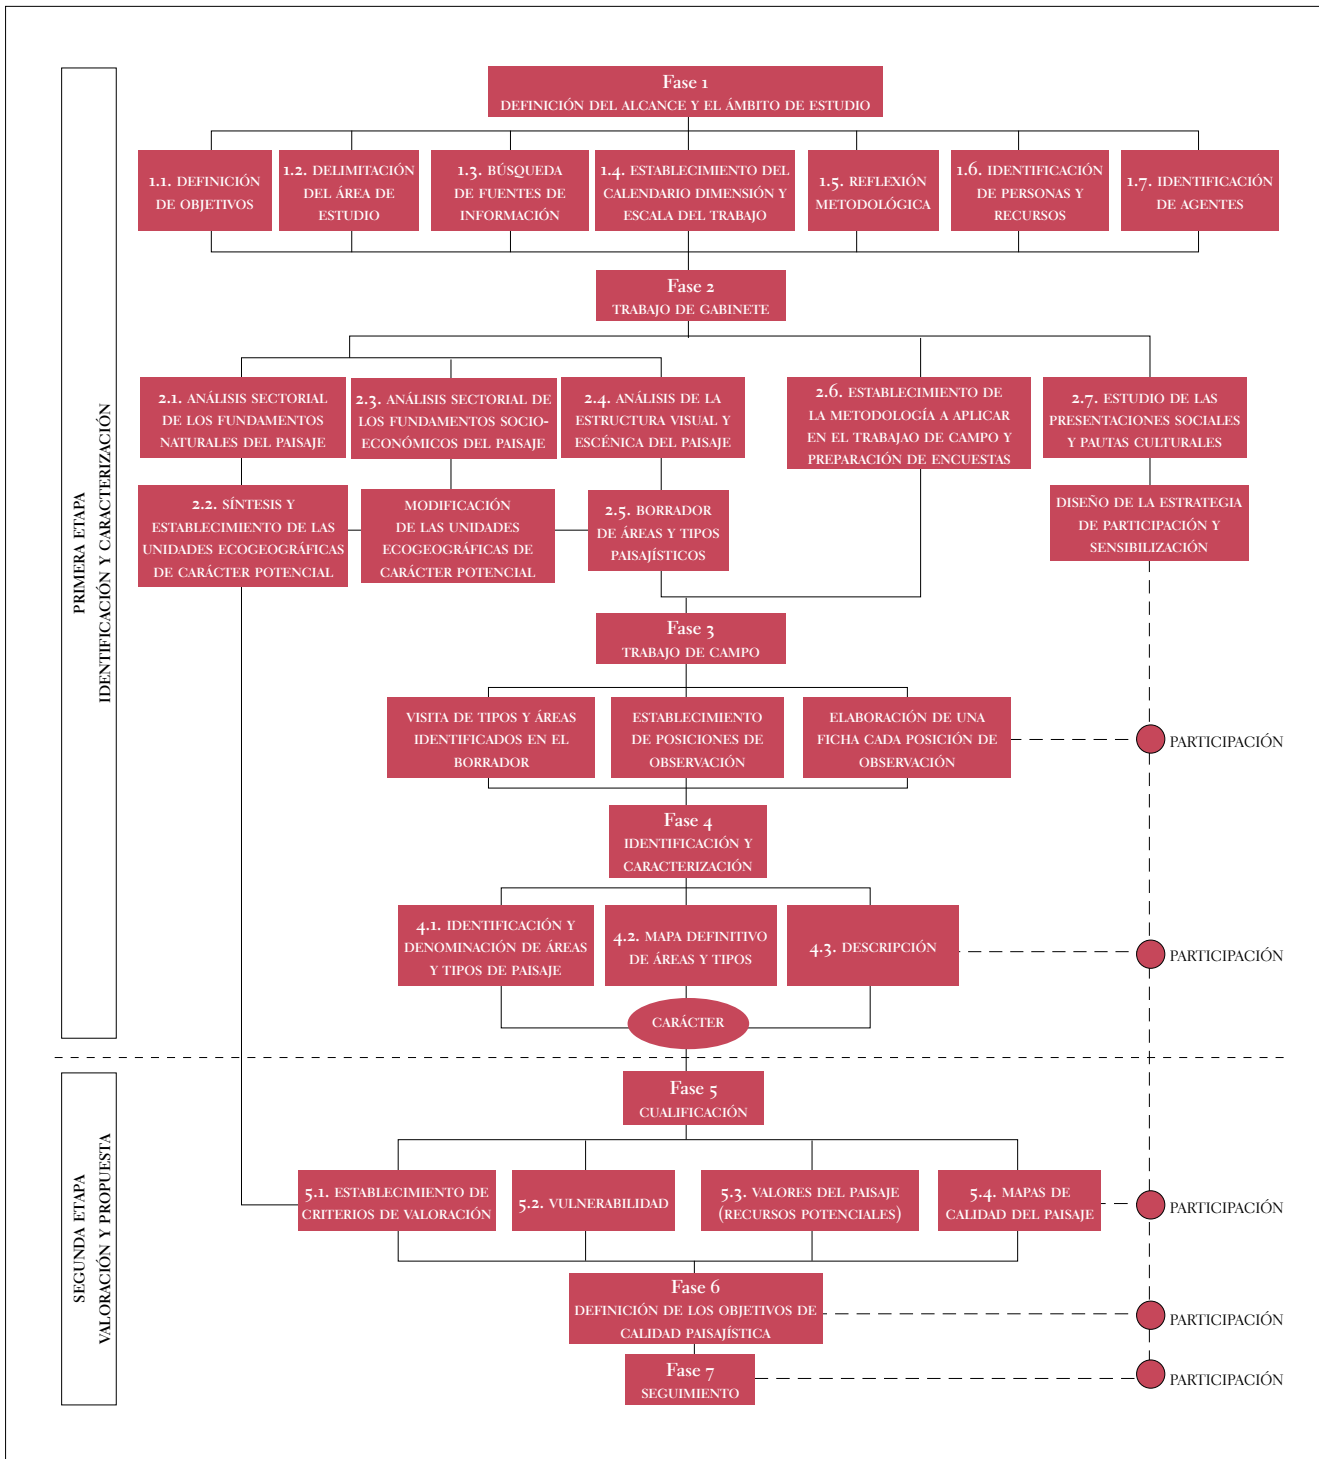 PRIMERA ETAPA
IDENTIFICACIÓN Y CARACTERIZACIÓN
Fase 1
DEFINICIÓN DEL ALCANCE Y EL ÁMBITO DE ESTUDIO
1.1. DEFINICIÓN
DE OBJETIVOS
1.2. DELIMITACIÓN
DEL ÁREA DE
ESTUDIO
1.3. BÚSQUEDA
DE FUENTES DE
INFORMACIÓN
1.4. ESTABLECIMIENTO DEL
CALENDARIO DIMENSIÓN Y
ESCALA DEL TRABAJO
1.5. REFLEXIÓN
METODOLÓGICA
1.6. IDENTIFICACIÓN
DE PERSONAS Y
RECURSOS
1.7. IDENTIFICACIÓN
DE AGENTES
Fase 2
TRABAJO DE GABINETE
2.1. ANÁLISIS SECTORIAL
DE LOS FUNDAMENTOS
NATURALES DEL PAISAJE
2.3. ANÁLISIS SECTORIAL DE
LOS FUNDAMENTOS SOCIO-
ECONÓMICOS DEL PAISAJE
2.4. ANÁLISIS DE LA
ESTRUCTURA VISUAL Y
ESCÉNICA DEL PAISAJE
2.6. ESTABLECIMIENTO DE
LA METODOLOGÍA A APLICAR
EN EL TRABAJAO DE CAMPO Y
PREPARACIÓN DE ENCUESTAS
2.7. ESTUDIO DE LAS
PRESENTACIONES SOCIALES
Y PAUTAS CULTURALES
2.2. SÍNTESIS Y
ESTABLECIMIENTO DE LAS
UNIDADES ECOGEOGRÁFICAS
DE CARÁCTER POTENCIAL
MODIFICACIÓN
DE LAS UNIDADES
ECOGEOGRÁFICAS DE
CARÁCTER POTENCIAL
2.5. BORRADOR
DE ÁREAS Y TIPOS
PAISAJÍSTICOS
DISEÑO DE LA ESTRATEGIA
DE PARTICIPACIÓN Y
SENSIBILIZACIÓN
Fase 3
TRABAJO DE CAMPO
VISITA DE TIPOS Y ÁREAS
IDENTIFICADOS EN EL
BORRADOR
ESTABLECIMIENTO
DE POSICIONES DE
OBSERVACIÓN
ELABORACIÓN DE UNA
FICHA CADA POSICIÓN DE
OBSERVACIÓN
PARTICIPACIÓN
Fase 4
IDENTIFICACIÓN Y
CARACTERIZACIÓN
4.1. IDENTIFICACIÓN Y
DENOMINACIÓN DE ÁREAS
Y TIPOS DE PAISAJE
4.2. MAPA DEFINITIVO
DE ÁREAS Y TIPOS
4.3. DESCRIPCIÓN
PARTICIPACIÓN
CARÁCTER
SEGUNDA ETAPA
VALORACIÓN Y PROPUESTA
Fase 5
CUALIFICACIÓN
5.1. ESTABLECIMIENTO DE
CRITERIOS DE VALORACIÓN
5.2. VULNERABILIDAD
5.3. VALORES DEL PAISAJE
(RECURSOS POTENCIALES)
5.4. MAPAS DE
CALIDAD DEL PAISAJE
PARTICIPACIÓN
Fase 6
DEFINICIÓN DE LOS OBJETIVOS DE
CALIDAD PAISAJÍSTICA
PARTICIPACIÓN
Fase 7
SEGUIMIENTO
PARTICIPACIÓN